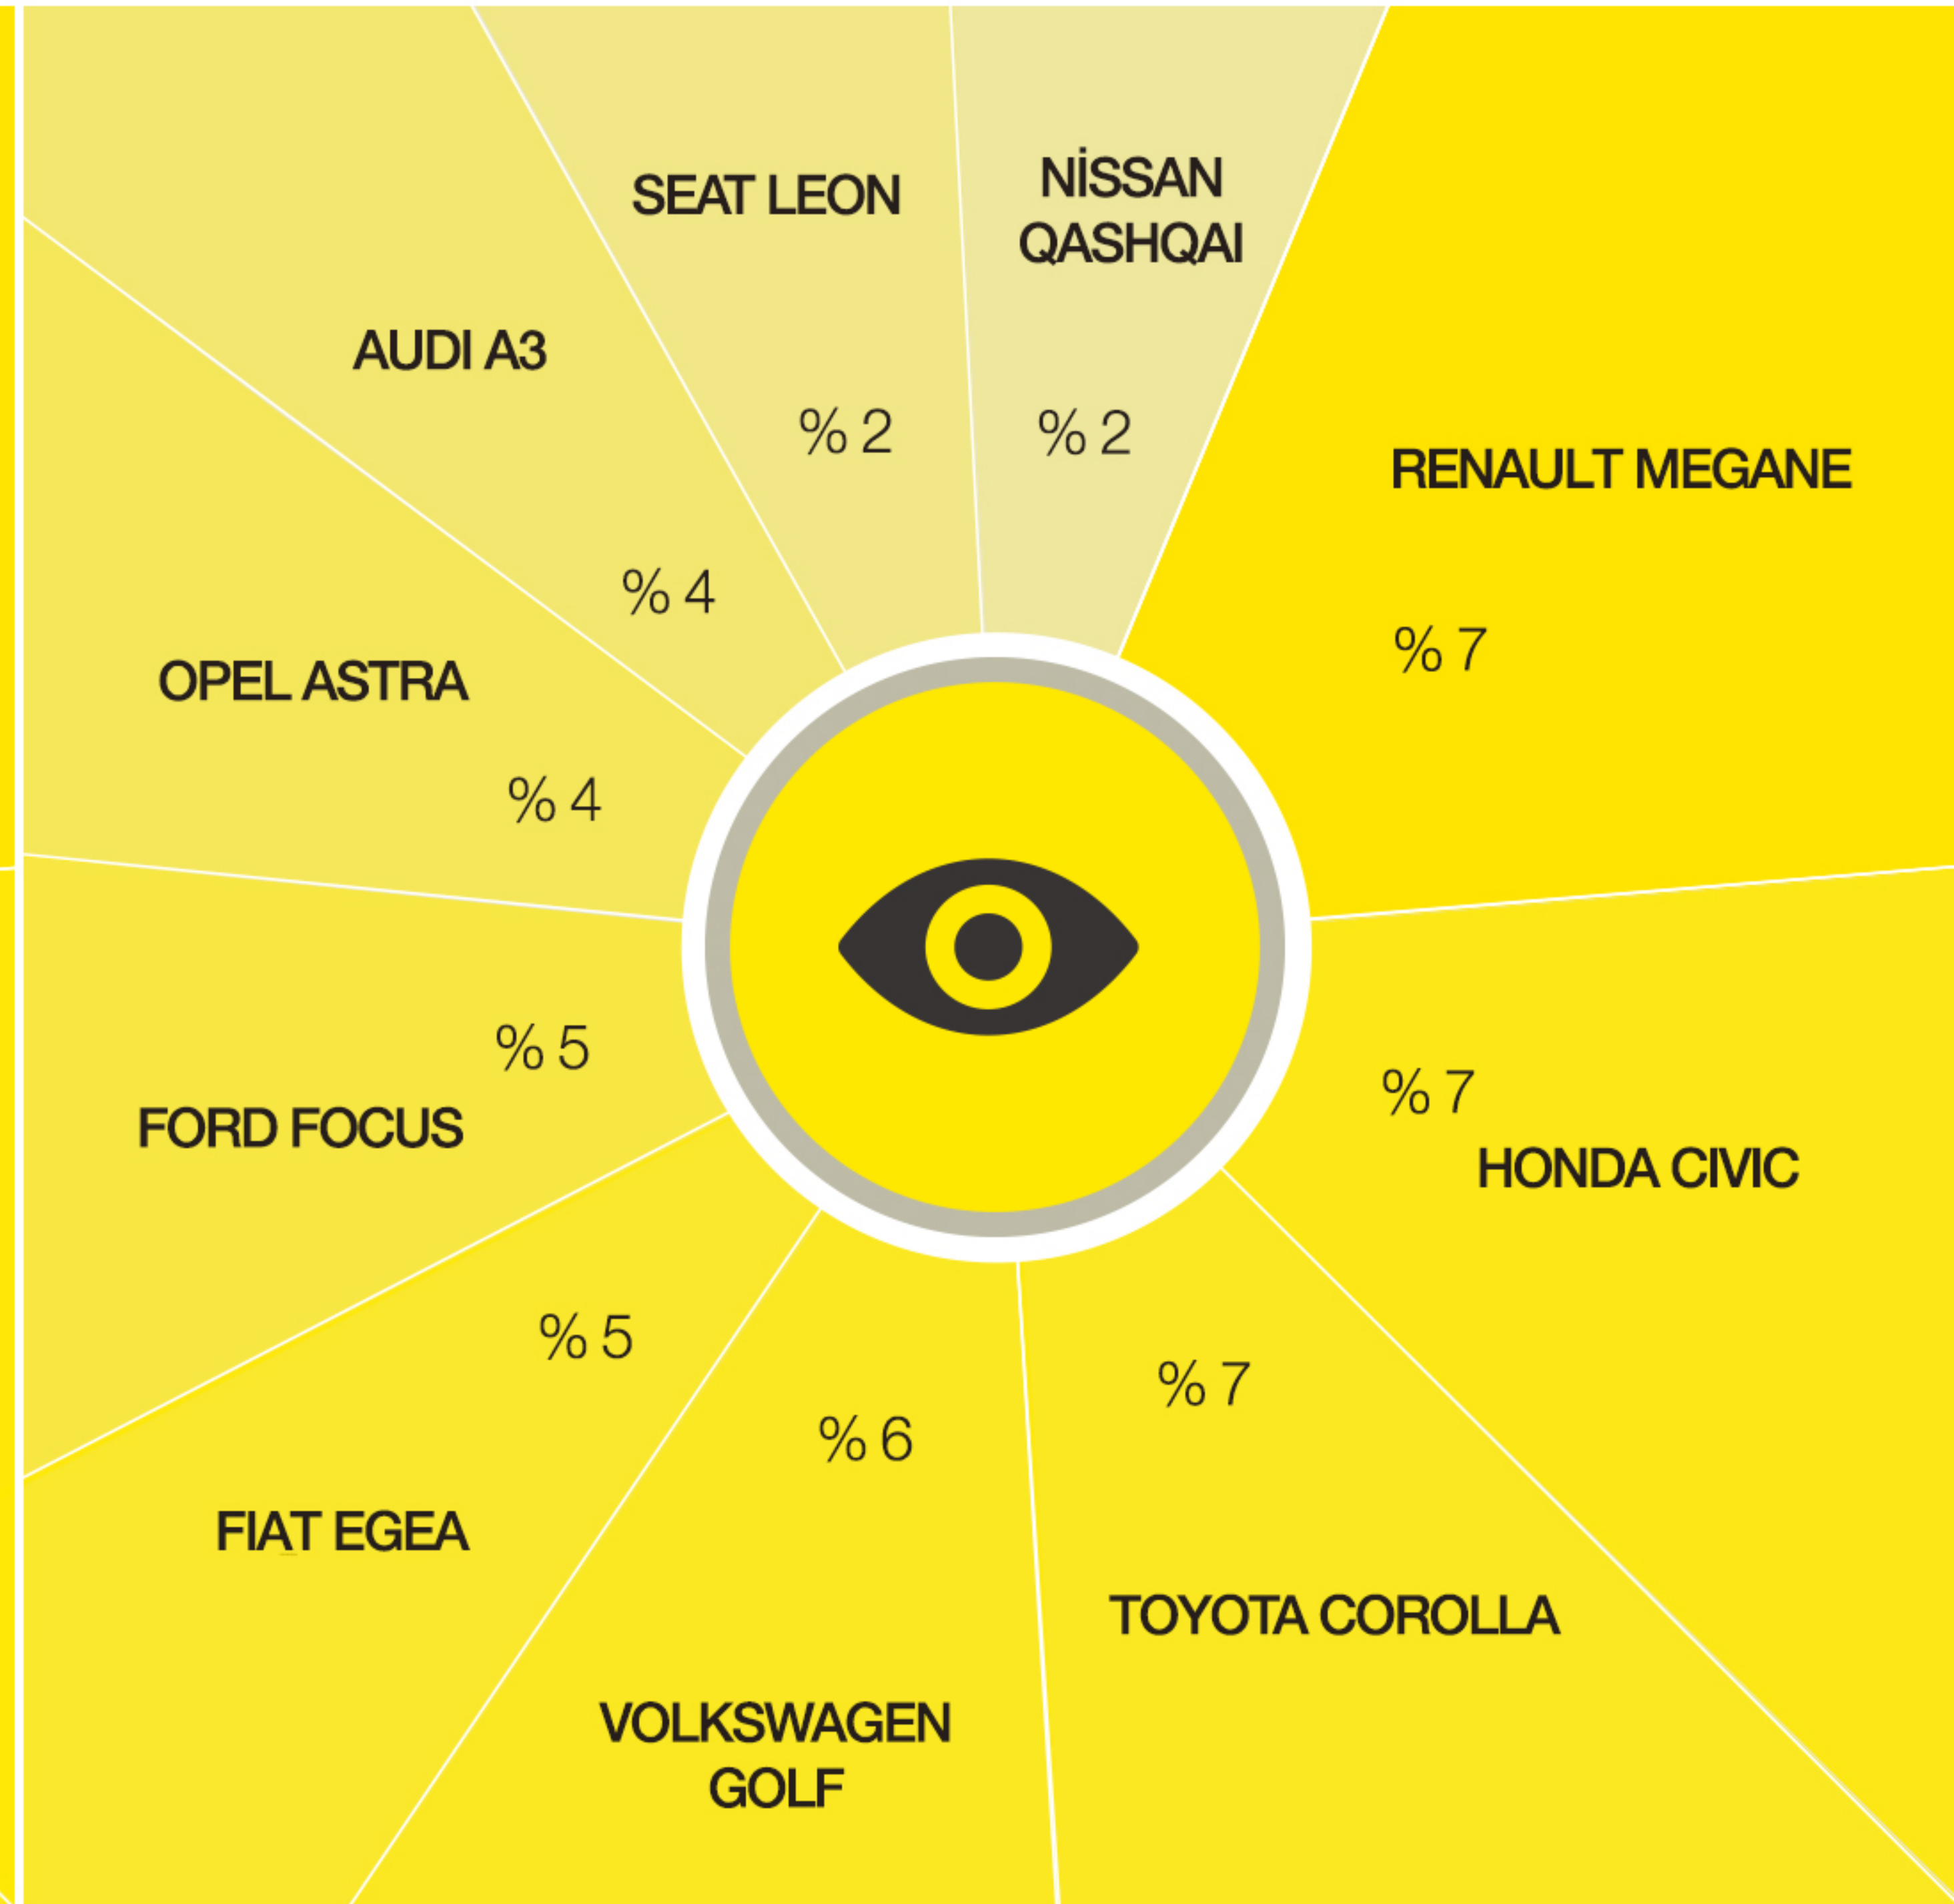 RENAULT MEGANE
% 7
% 7
HONDA CIVIC
% 7
TOYOTA COROLLA
% 6
VOLKSWAGEN
GOLF
% 5
FIAT EGEA
% 5
FORD FOCUS
OPEL ASTRA
% 4
AUDI A3
% 4
SEAT LEON
% 2
NİSSAN
QASHQAI
% 2